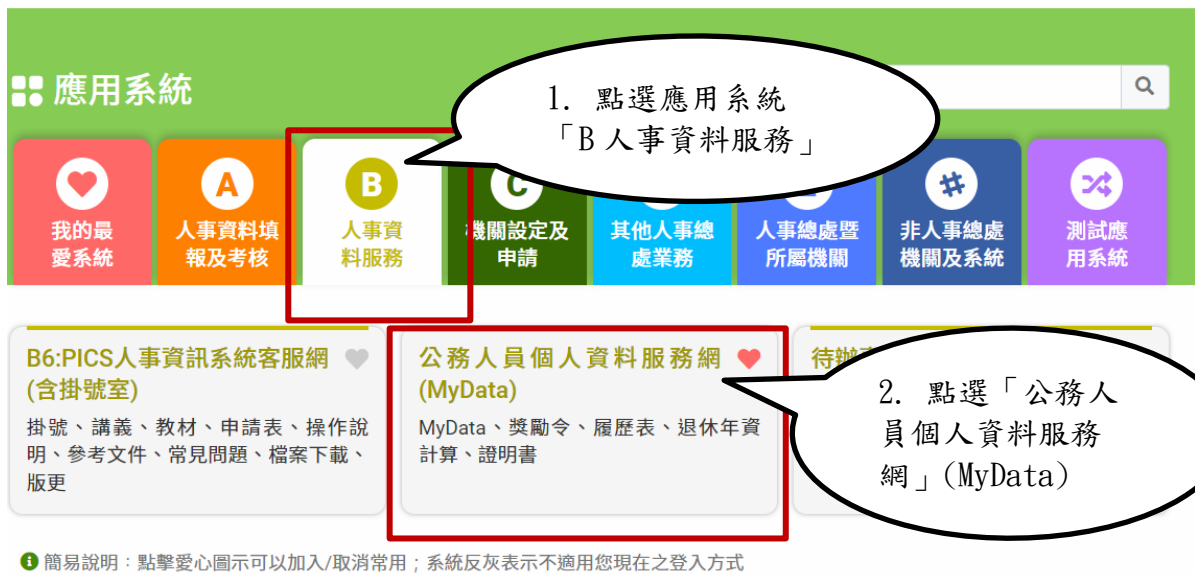 應用系統
1. 點選應用系統
「B人事資料服務」
我的最
愛系統
A
人事資料填
報及考核
B
人事資
料服務
C
機關設定及
申請
其他人事總
處業務
人事總處暨
所屬機關
#
非人事總處
機關及系統
測試應
用系統
B6:PICS人事資訊系統客服網
(含掛號室)
掛號、講義、教材、申請表、操作說
明、參考文件、常見問題、檔案下載、
版更
公務人員個人資料服務網
(MyData)
MyData、獎勵令、履歷表、退休年資
計算、證明書
待辦
2. 點選「公務人
員個人資料服務
網」(MyData)
簡易說明：點擊愛心圖示可以加入/取消常用；系統反灰表示不適用您現在之登入方式